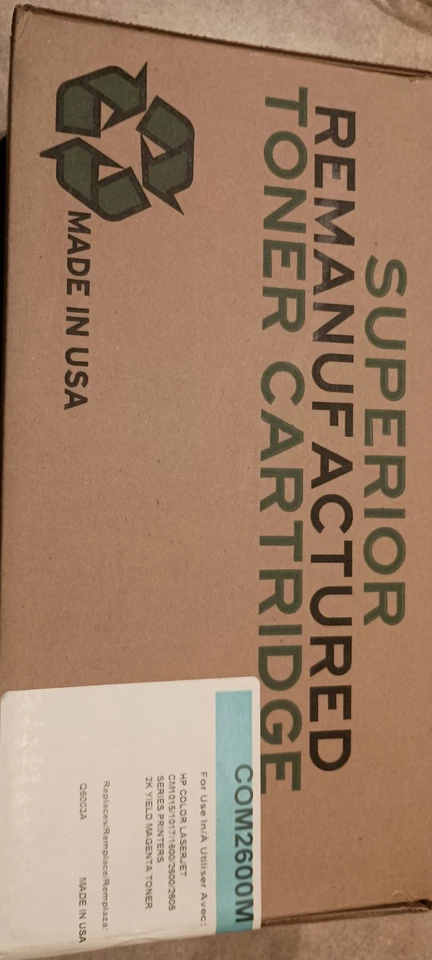 SUPERIOR
REMANUFACTURED
TONER CARTRIDGE
MADE IN USA
COM2600M
For Use In/A Utiliser Avec:
HP COLOR LASERJET
CM1015/1017/1600/2600/2605
SERIES PRINTERS
2K YIELD MAGENTA TONER
Replaces/Remplace/Remplaza:
Q6003A MADE IN USA